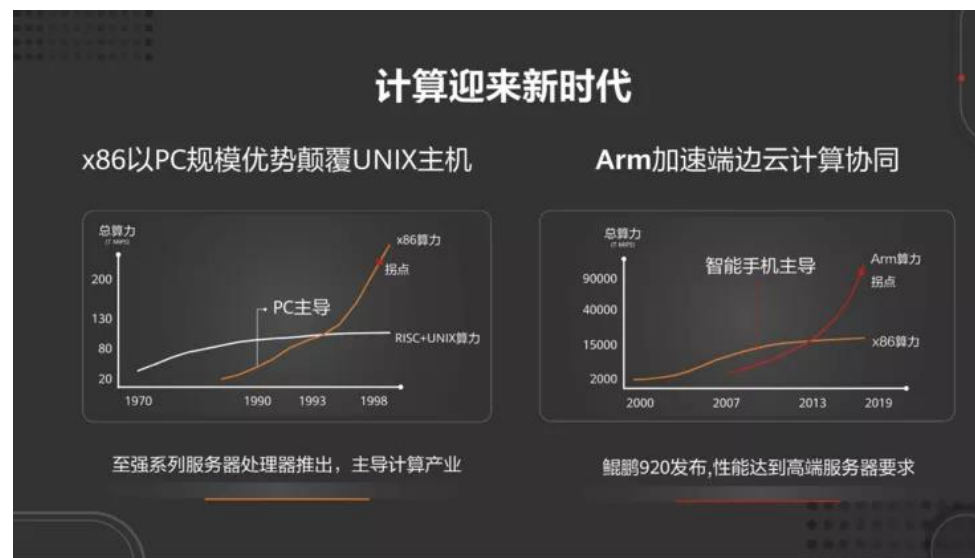 计算迎来新时代
x86以PC规模优势颠覆UNIX主机
总算力
(T MIPS)
200
130
80
20
1970
1990
1993
1998
PC主导
x86算力
拐点
RISC+UNIX算力
至强系列服务器处理器推出，主导计算产业
Arm加速端边云计算协同
总算力
(T MIPS)
90000
40000
15000
2000
2000
2007
2013
2019
智能手机主导
Arm算力
拐点
x86算力
鲲鹏920发布,性能达到高端服务器要求